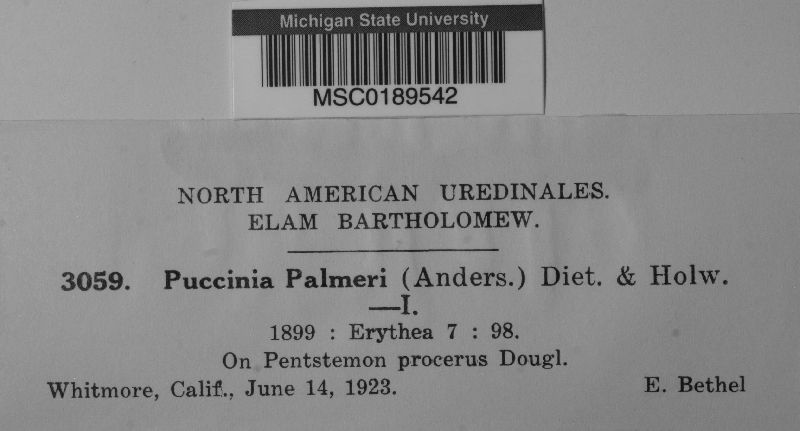 Michigan State University
MSC0189542
NORTH AMERICAN UREDINALES.
ELAM BARTHOLOMEW.
3059. Puccinia Palmeri (Anders.) Diet. & Holw.
—I.
1899 : Erythea 7 : 98.
On Pentstemon procerus Dougl.
Whitmore, Calif., June 14, 1923. E. Bethel